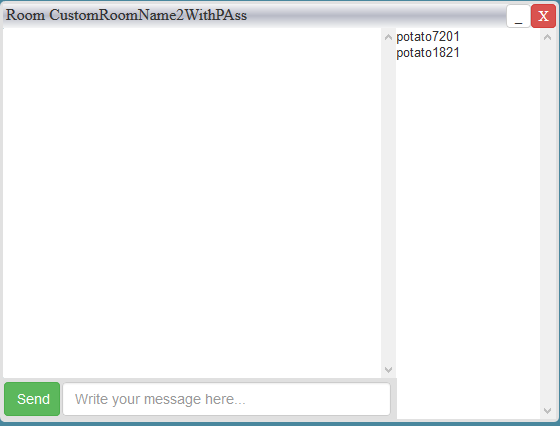 Room CustomRoomName2WithPAss
_ X
potato7201
potato1821
Send Write your message here...